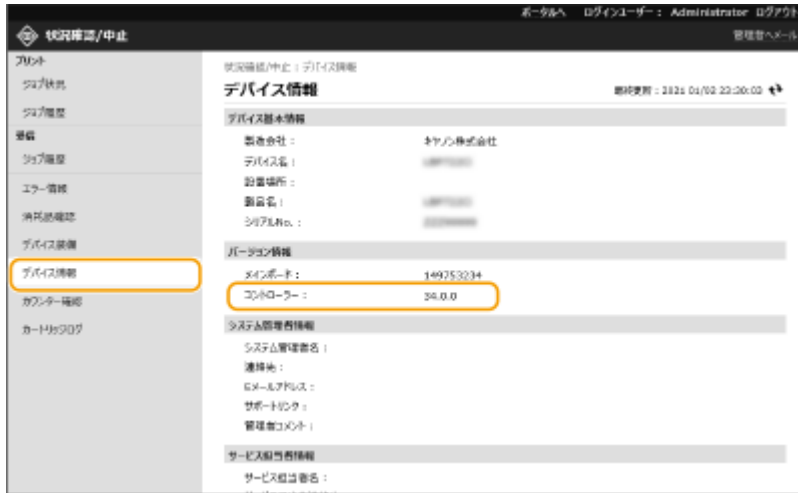 ポータルへ ログインユーザー： Administrator ログアウト
状況確認/中止
管理者へメール
プリント
ジョブ状況
ジョブ履歴
受信
ジョブ履歴
エラー情報
消耗品確認
デバイス装備
デバイス情報
カウンター確認
カートリッジログ
状況確認/中止 : デバイス情報
デバイス情報
最終更新 : 2021 01/02 23:30:03
デバイス基本情報
製造会社 : キヤノン株式会社
デバイス名 :
設置場所 :
製品名 :
シリアルNo. :
バージョン情報
メインボード : 149753234
コントローラー : 34.0.0
システム管理者情報
システム管理者名 :
連絡先 :
Eメールアドレス :
サポートリンク :
管理者コメント :
サービス担当者情報
サービス担当者名 :